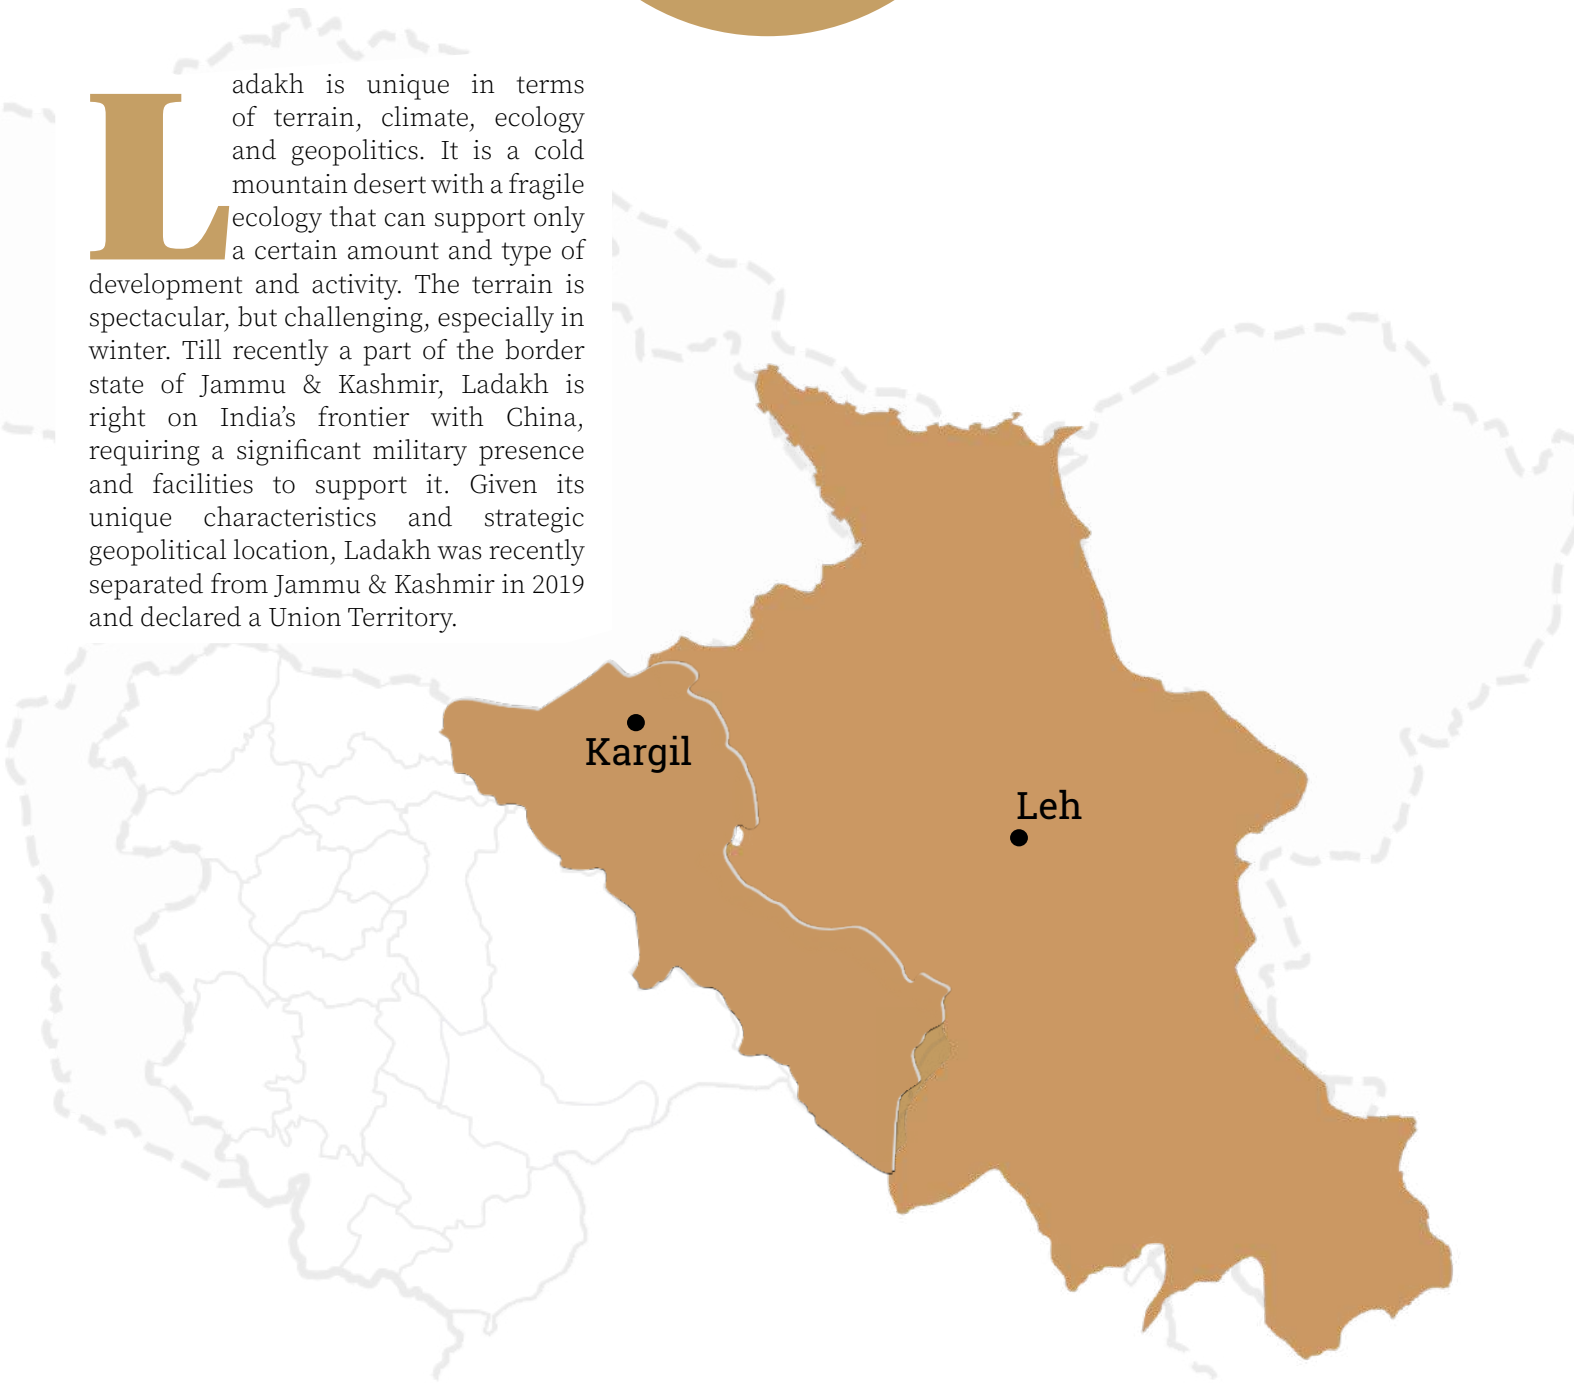 Ladakh is unique in terms
of terrain, climate, ecology
and geopolitics. It is a cold
mountain desert with a fragile
ecology that can support only
a certain amount and type of
development and activity. The terrain is
spectacular, but challenging, especially in
winter. Till recently a part of the border
state of Jammu & Kashmir, Ladakh is
right on India’s frontier with China,
requiring a significant military presence
and facilities to support it. Given its
unique characteristics and strategic
geopolitical location, Ladakh was recently
separated from Jammu & Kashmir in 2019
and declared a Union Territory.
Kargil
Leh